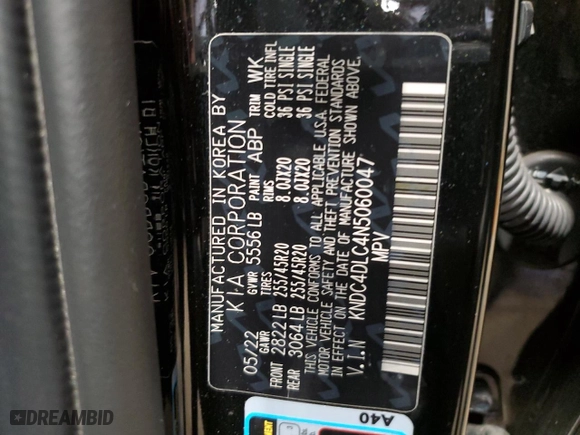 MANUFACTURED IN KOREA BY
KIA CORPORATION
05/22 GVWR 5556 LB PAINT ABP TRIM WK
GAWR TIRES RIMS COLD TIRE INFL
FRONT 2822 LB 255/45R20 8.0JX20 36 PSI SINGLE
REAR 3064 LB 255/45R20 8.0JX20 36 PSI SINGLE
THIS VEHICLE CONFORMS TO ALL APPLICABLE U.S.A. FEDERAL
MOTOR VEHICLE SAFETY AND THEFT PREVENTION STANDARDS
IN EFFECT ON THE DATE OF MANUFACTURE SHOWN ABOVE.
V.I.N KNDC4DLC4N5060047
MPV
A40
DREAMBID